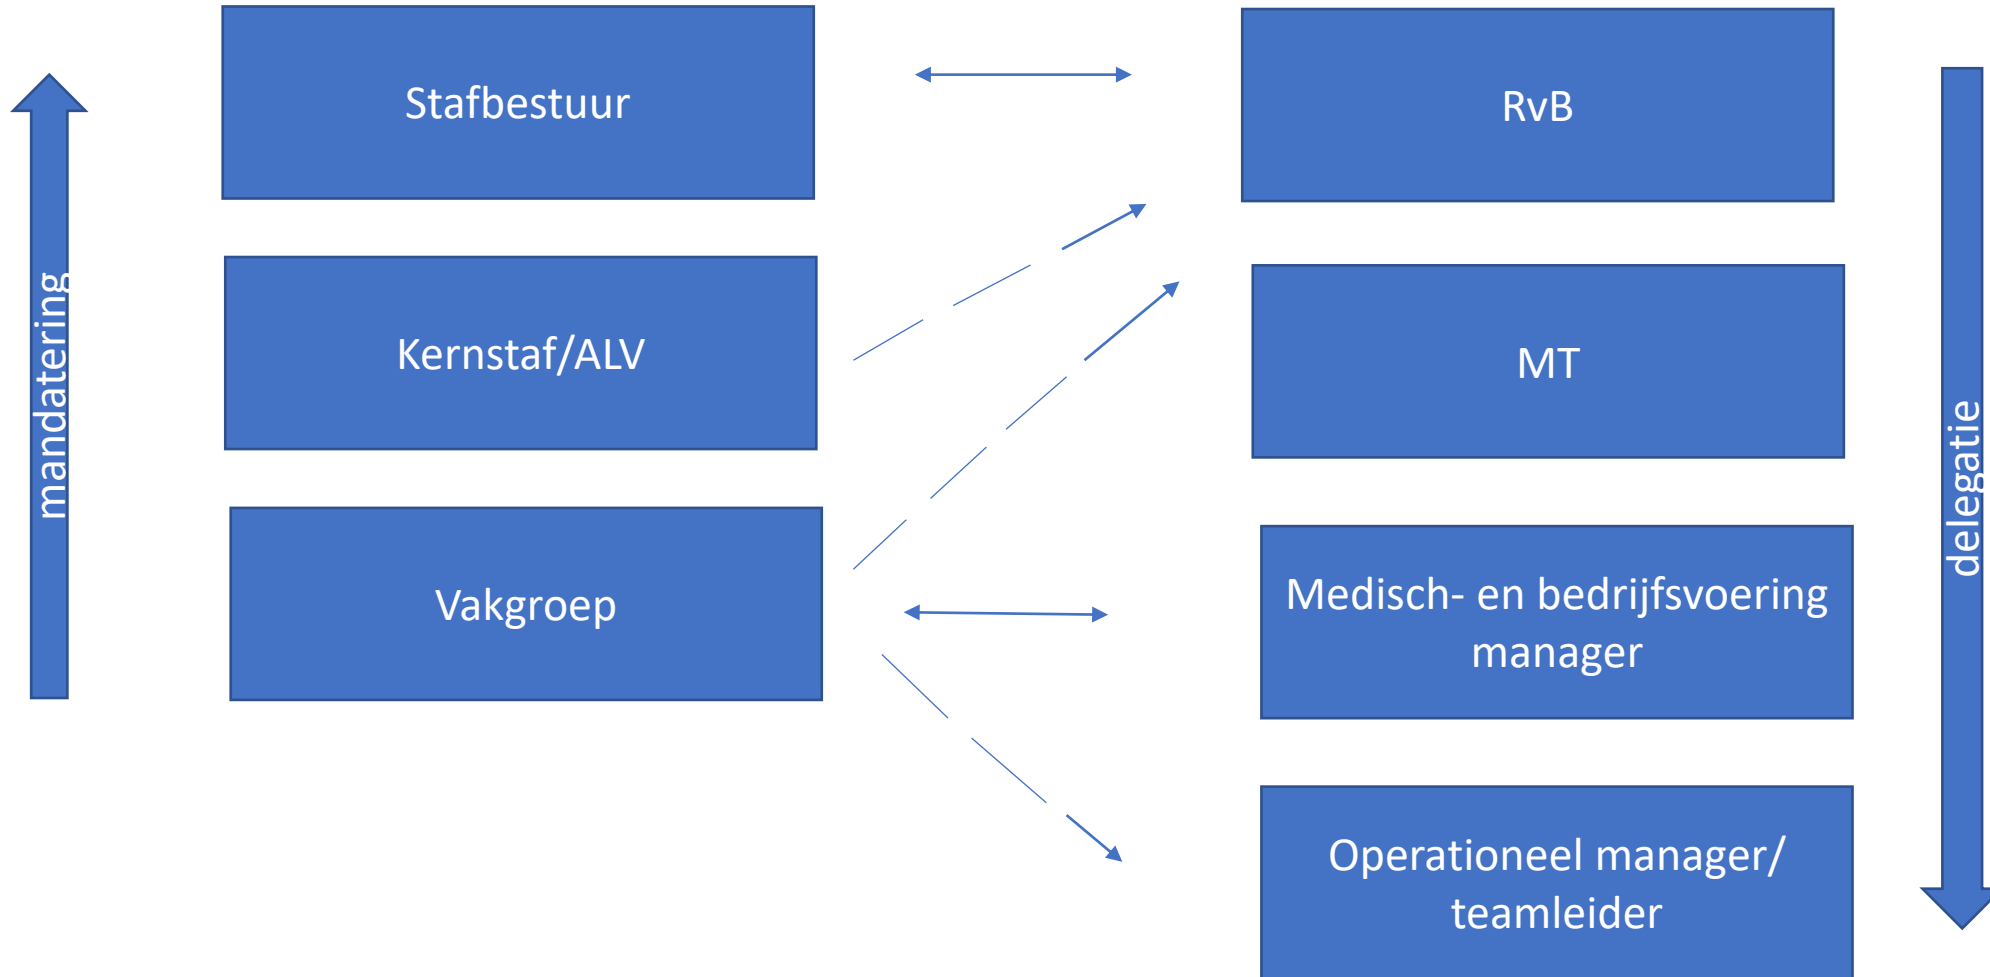 mandatering
Stafbestuur
Kernstaf/ALV
Vakgroep
RvB
MT
Medisch- en bedrijfsvoering
manager
Operationeel manager/
teamleider
delegatie